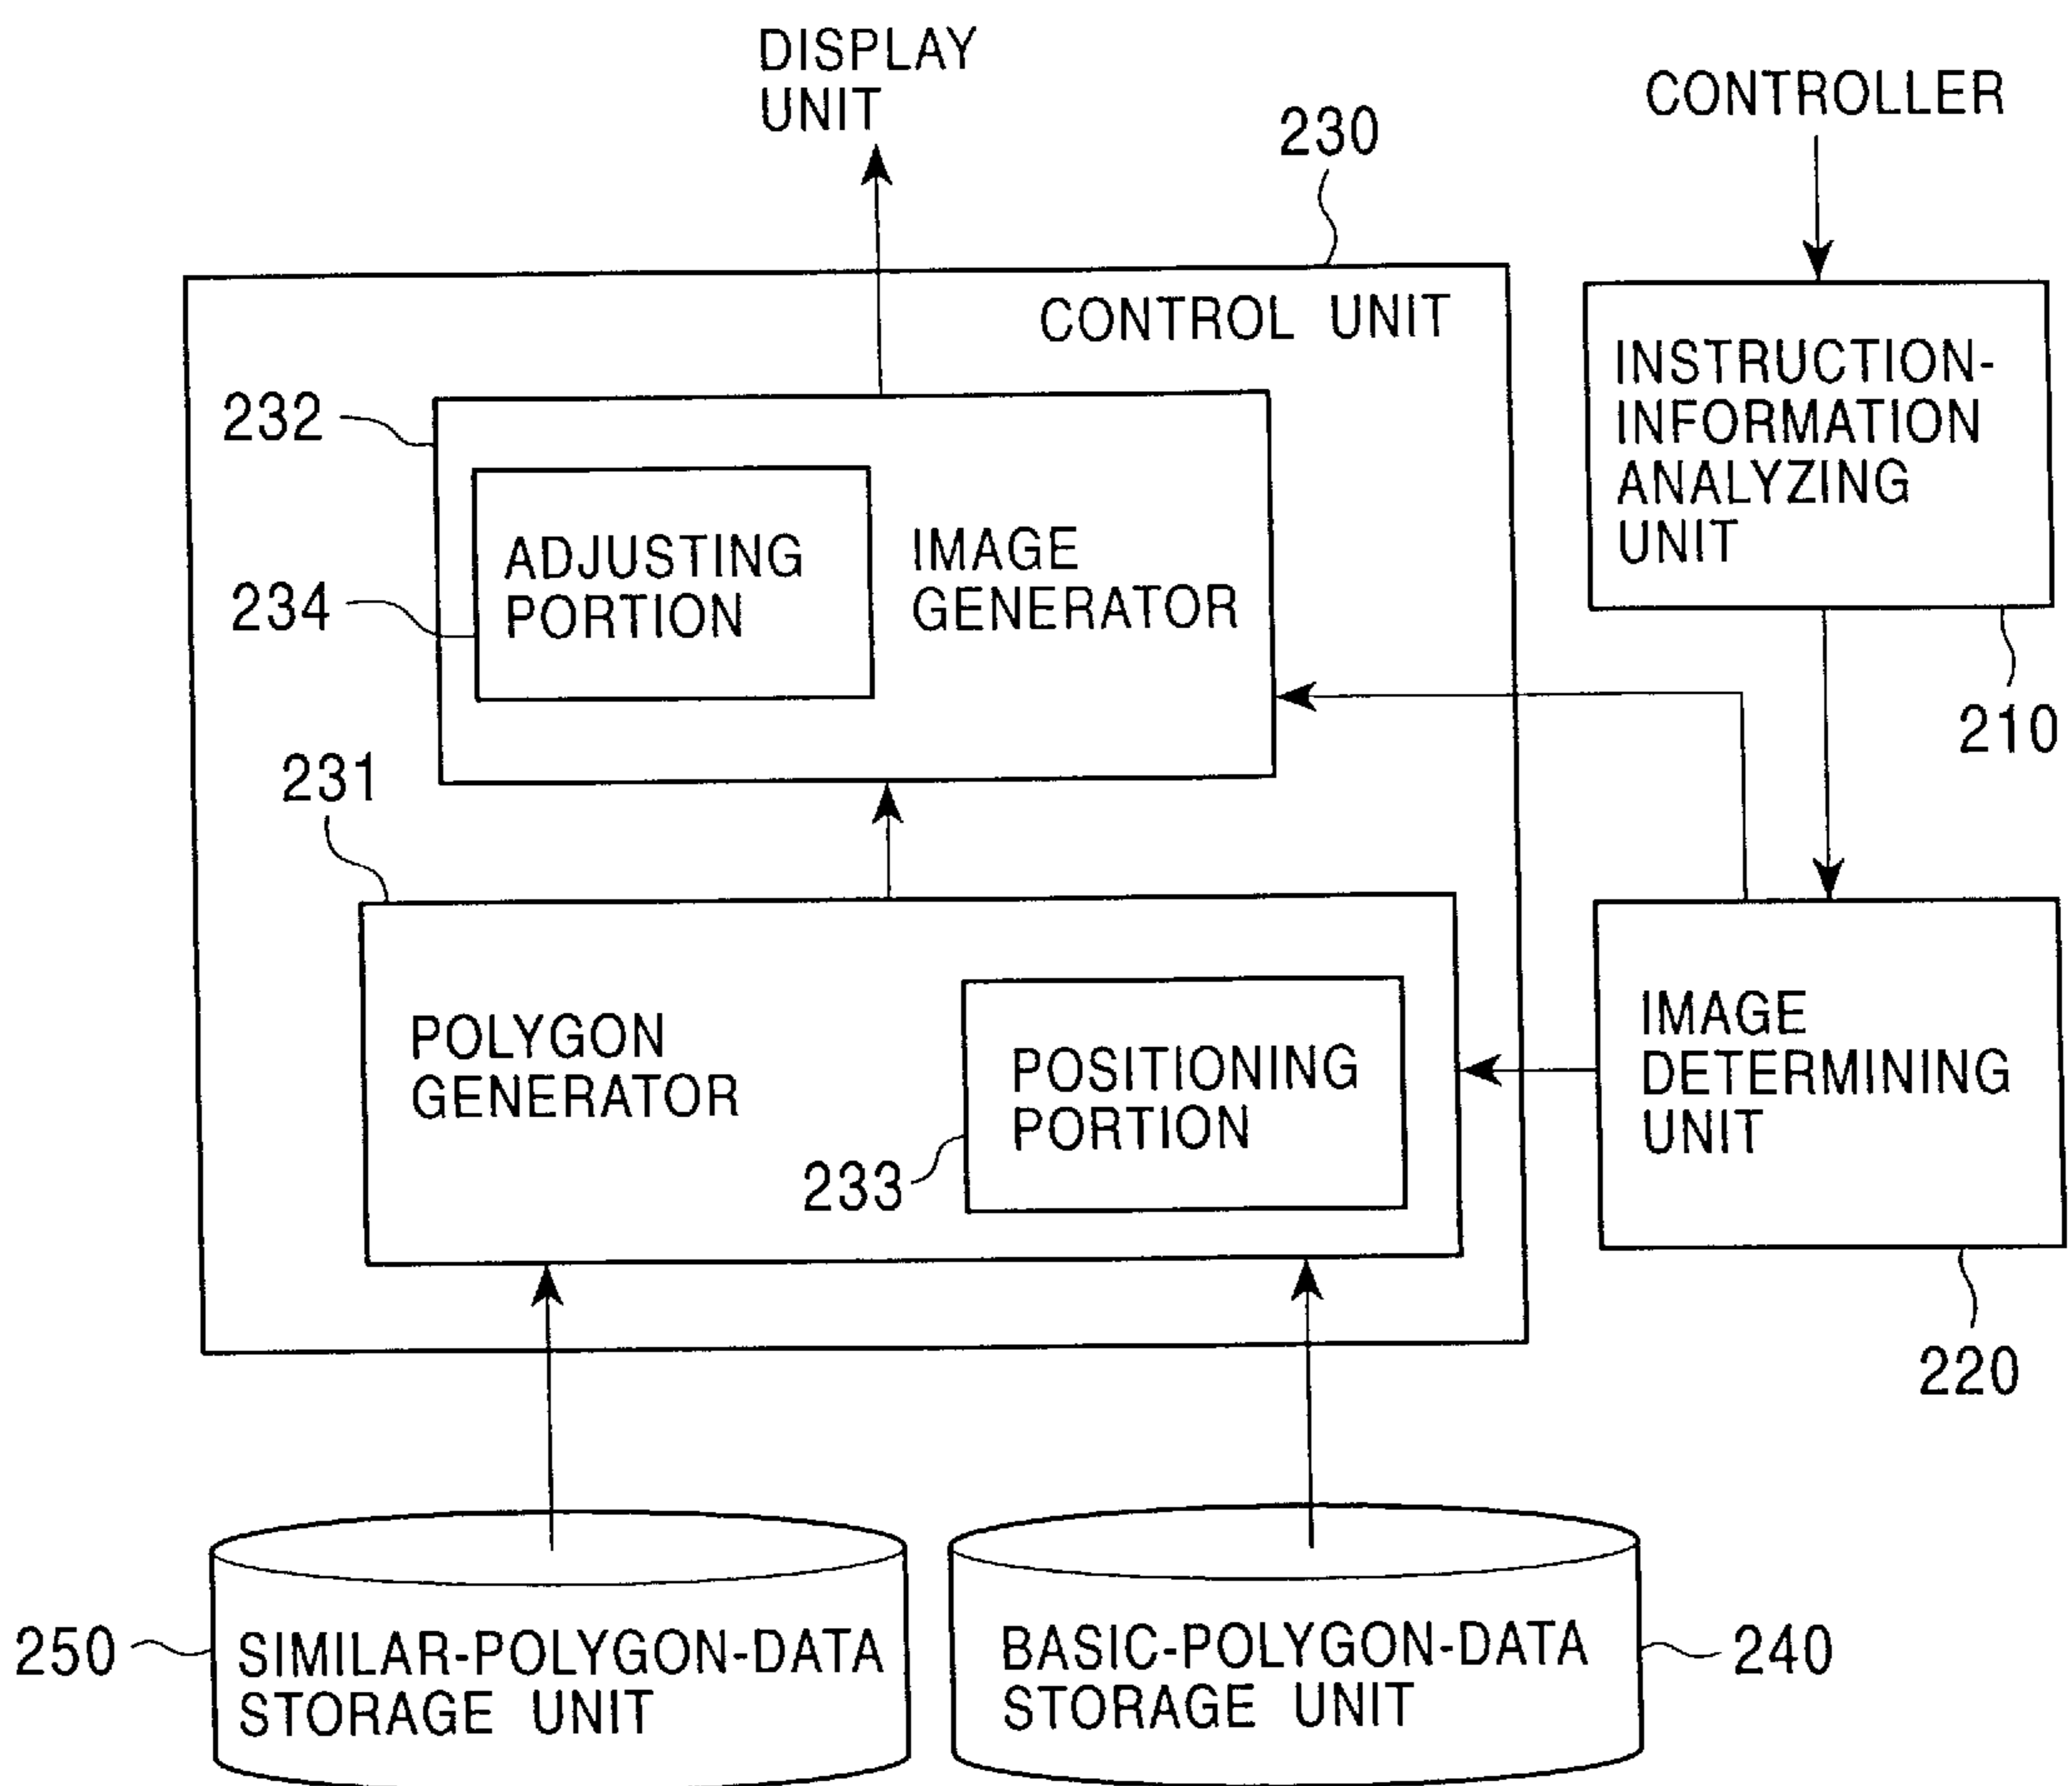 DISPLAY
UNIT
CONTROLLER
230
CONTROL UNIT
INSTRUCTION-
INFORMATION
ANALYZING
UNIT
232
ADJUSTING
PORTION
IMAGE
GENERATOR
234
210
231
POLYGON
GENERATOR
POSITIONING
PORTION
233
IMAGE
DETERMINING
UNIT
220
250
SIMILAR-POLYGON-DATA
STORAGE UNIT
BASIC-POLYGON-DATA
STORAGE UNIT
240